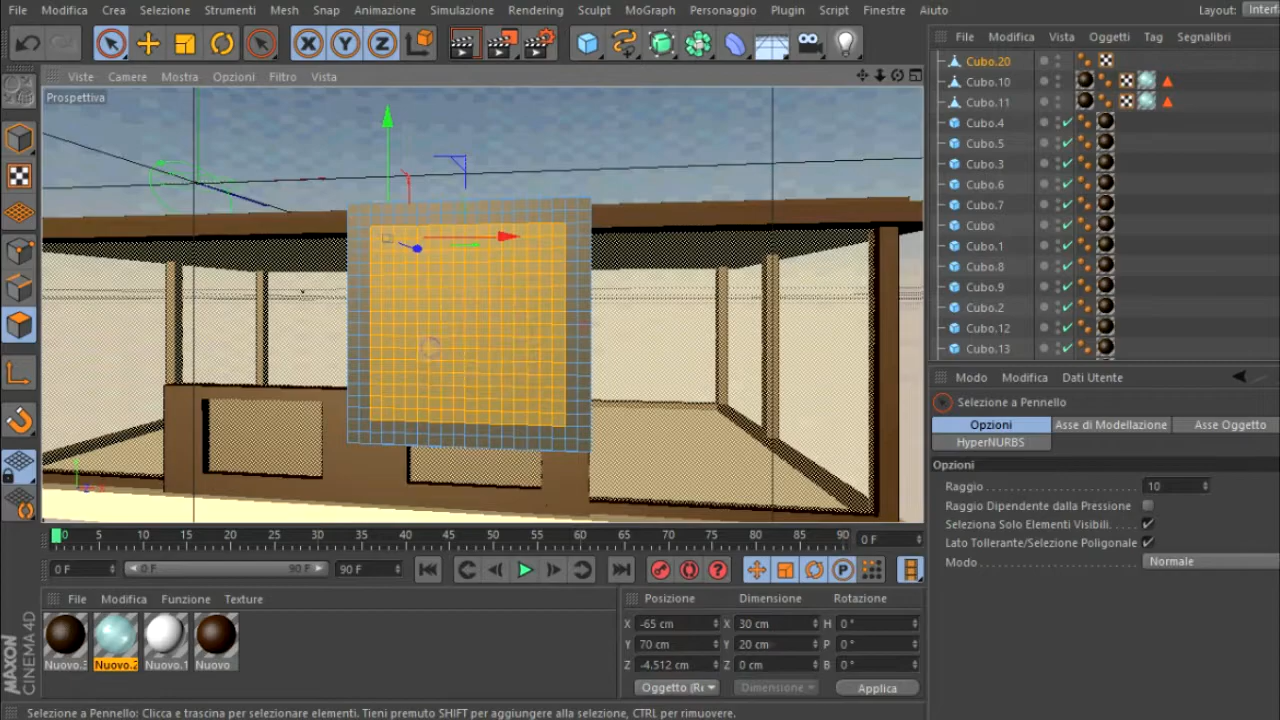 File Modifica Crea Selezione Strumenti Mesh Snap Animazione Simulazione Rendering Sculpt MoGraph Personaggio Plugin Script Finestre Aiuto Layout: Interf
File Modifica Vista Oggetti Tag Segnalibri
Viste Camere Mostra Opzioni Filtro Vista
Prospettiva
Cubo.20
Cubo.10
Cubo.11
Cubo.4
Cubo.5
Cubo.3
Cubo.6
Cubo.7
Cubo
Cubo.1
Cubo.8
Cubo.9
Cubo.2
Cubo.12
Cubo.13
Modo Modifica Dati Utente
Selezione a Pennello
Opzioni Asse di Modellazione Asse Oggetto
HyperNURBS
Opzioni
Raggio 10
Raggio Dipendente dalla Pressione
Seleziona Solo Elementi Visibili
Lato Tollerante/Selezione Poligonale
Modo Normale
0 5 10 15 20 25 30 35 40 45 50 55 60 65 70 75 80 85 90 0 F
0 F 0 F 90 F 90 F
File Modifica Funzione Texture
Nuovo.3 Nuovo.2 Nuovo.1 Nuovo
Posizione Dimensione Rotazione
X -65 cm X 30 cm H 0 °
Y 70 cm Y 20 cm P 0 °
Z -4.512 cm Z 0 cm B 0 °
Oggetto (Re Dimensione Applica
MAXON
CINEMA 4D
Selezione a Pennello: Clicca e trascina per selezionare elementi. Tieni premuto SHIFT per aggiungere alla selezione, CTRL per rimuovere.